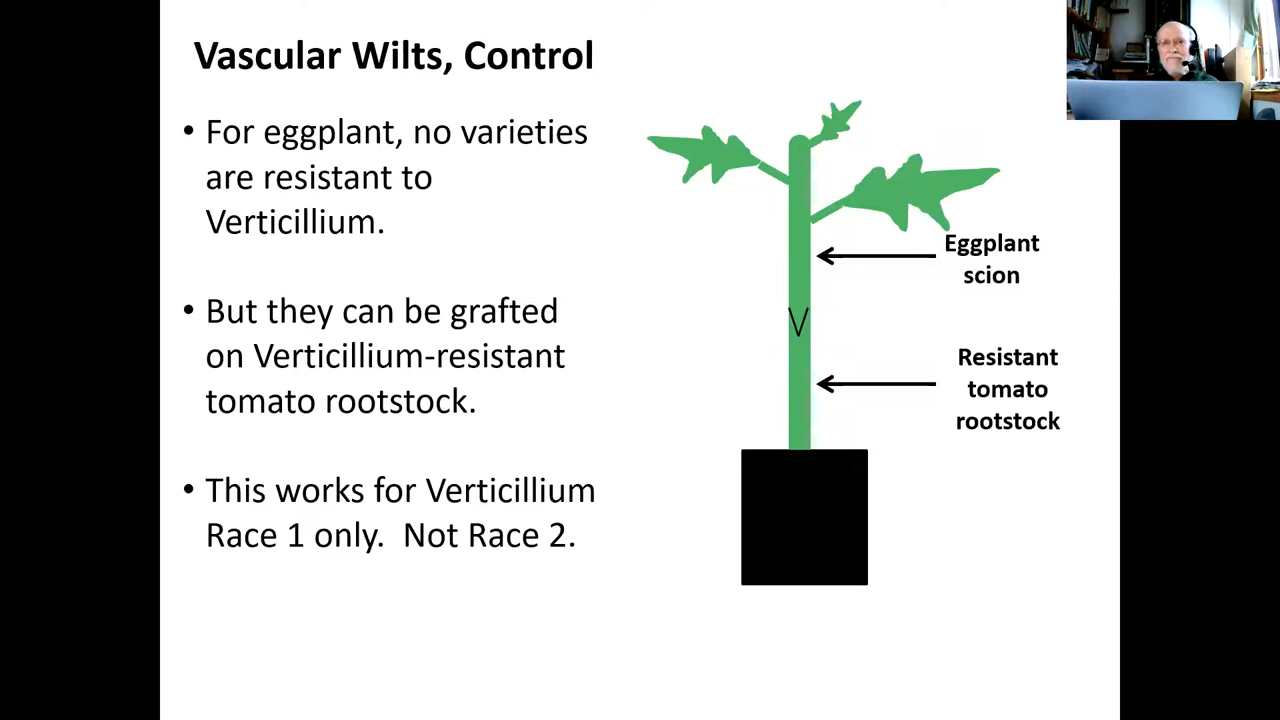 Vascular Wilts, Control
• For eggplant, no varieties
are resistant to
Verticillium.
• But they can be grafted
on Verticillium-resistant
tomato rootstock.
• This works for Verticillium
Race 1 only.  Not Race 2.
Eggplant
scion
Resistant
tomato
rootstock